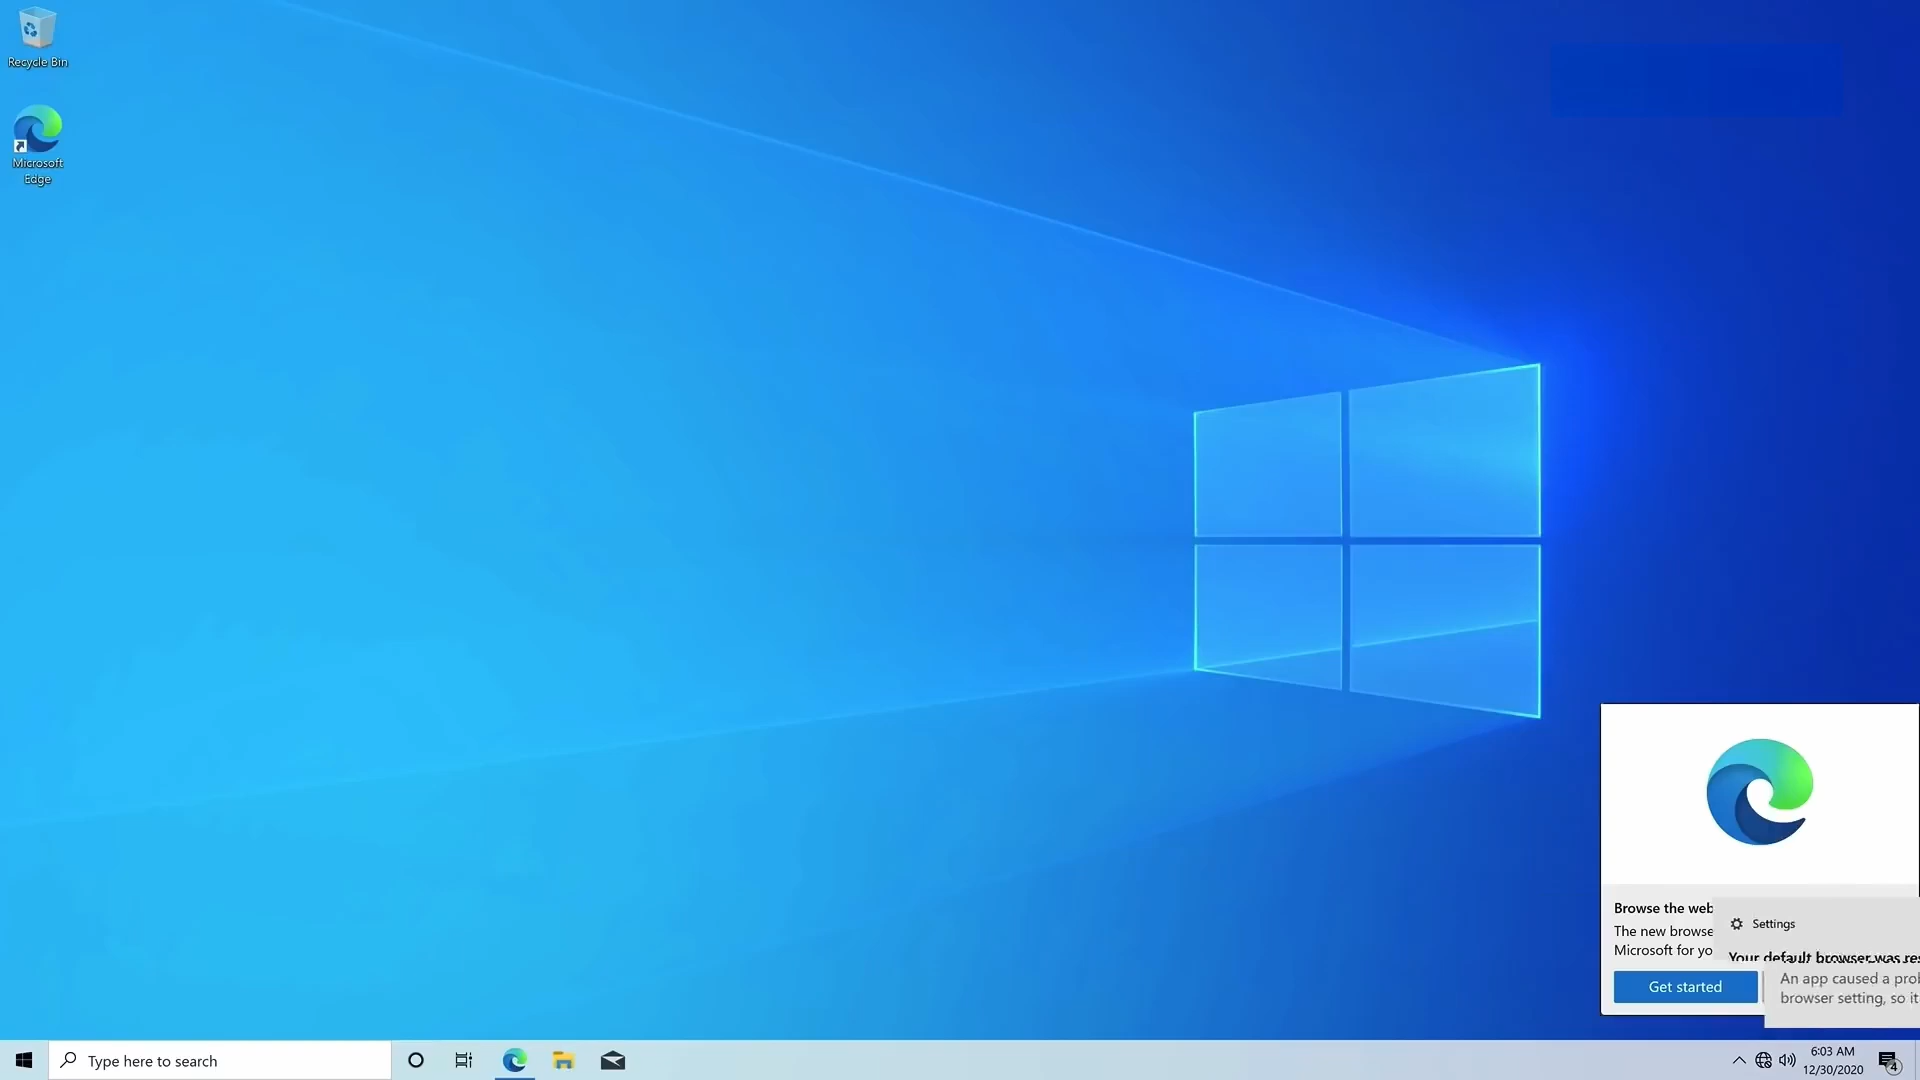 Recycle Bin
Microsoft
Edge
Browse the web
The new browse
Microsoft for yo
Get started
Settings
Your default browser was res
An app caused a pro
browser setting, so it
Type here to search
6:03 AM
12/30/2020
4